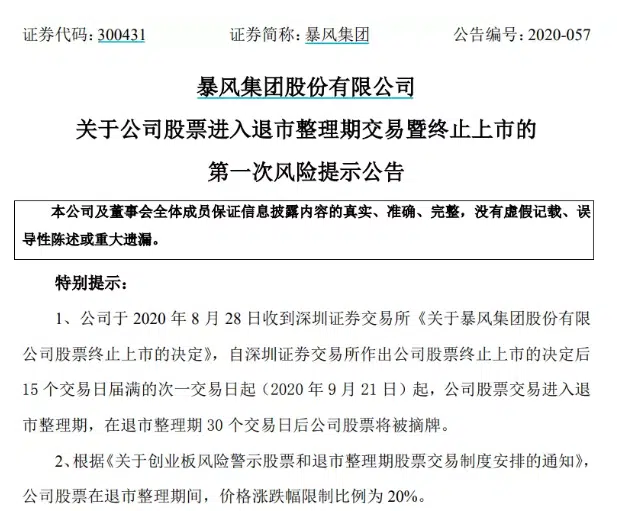 证券代码：300431 证券简称：暴风集团 公告编号：2020-057
暴风集团股份有限公司
关于公司股票进入退市整理期交易暨终止上市的
第一次风险提示公告
本公司及董事会全体成员保证信息披露内容的真实、准确、完整，没有虚假记载、误
导性陈述或重大遗漏。
特别提示：
1、公司于 2020 年 8 月 28 日收到深圳证券交易所《关于暴风集团股份有限
公司股票终止上市的决定》，自深圳证券交易所作出公司股票终止上市的决定后
15 个交易日届满的次一交易日起（2020 年 9 月 21 日）起，公司股票交易进入退
市整理期，在退市整理期 30 个交易日后公司股票将被摘牌。
2、根据《关于创业板风险警示股票和退市整理期股票交易制度安排的通知》，
公司股票在退市整理期间，价格涨跌幅限制比例为 20%。